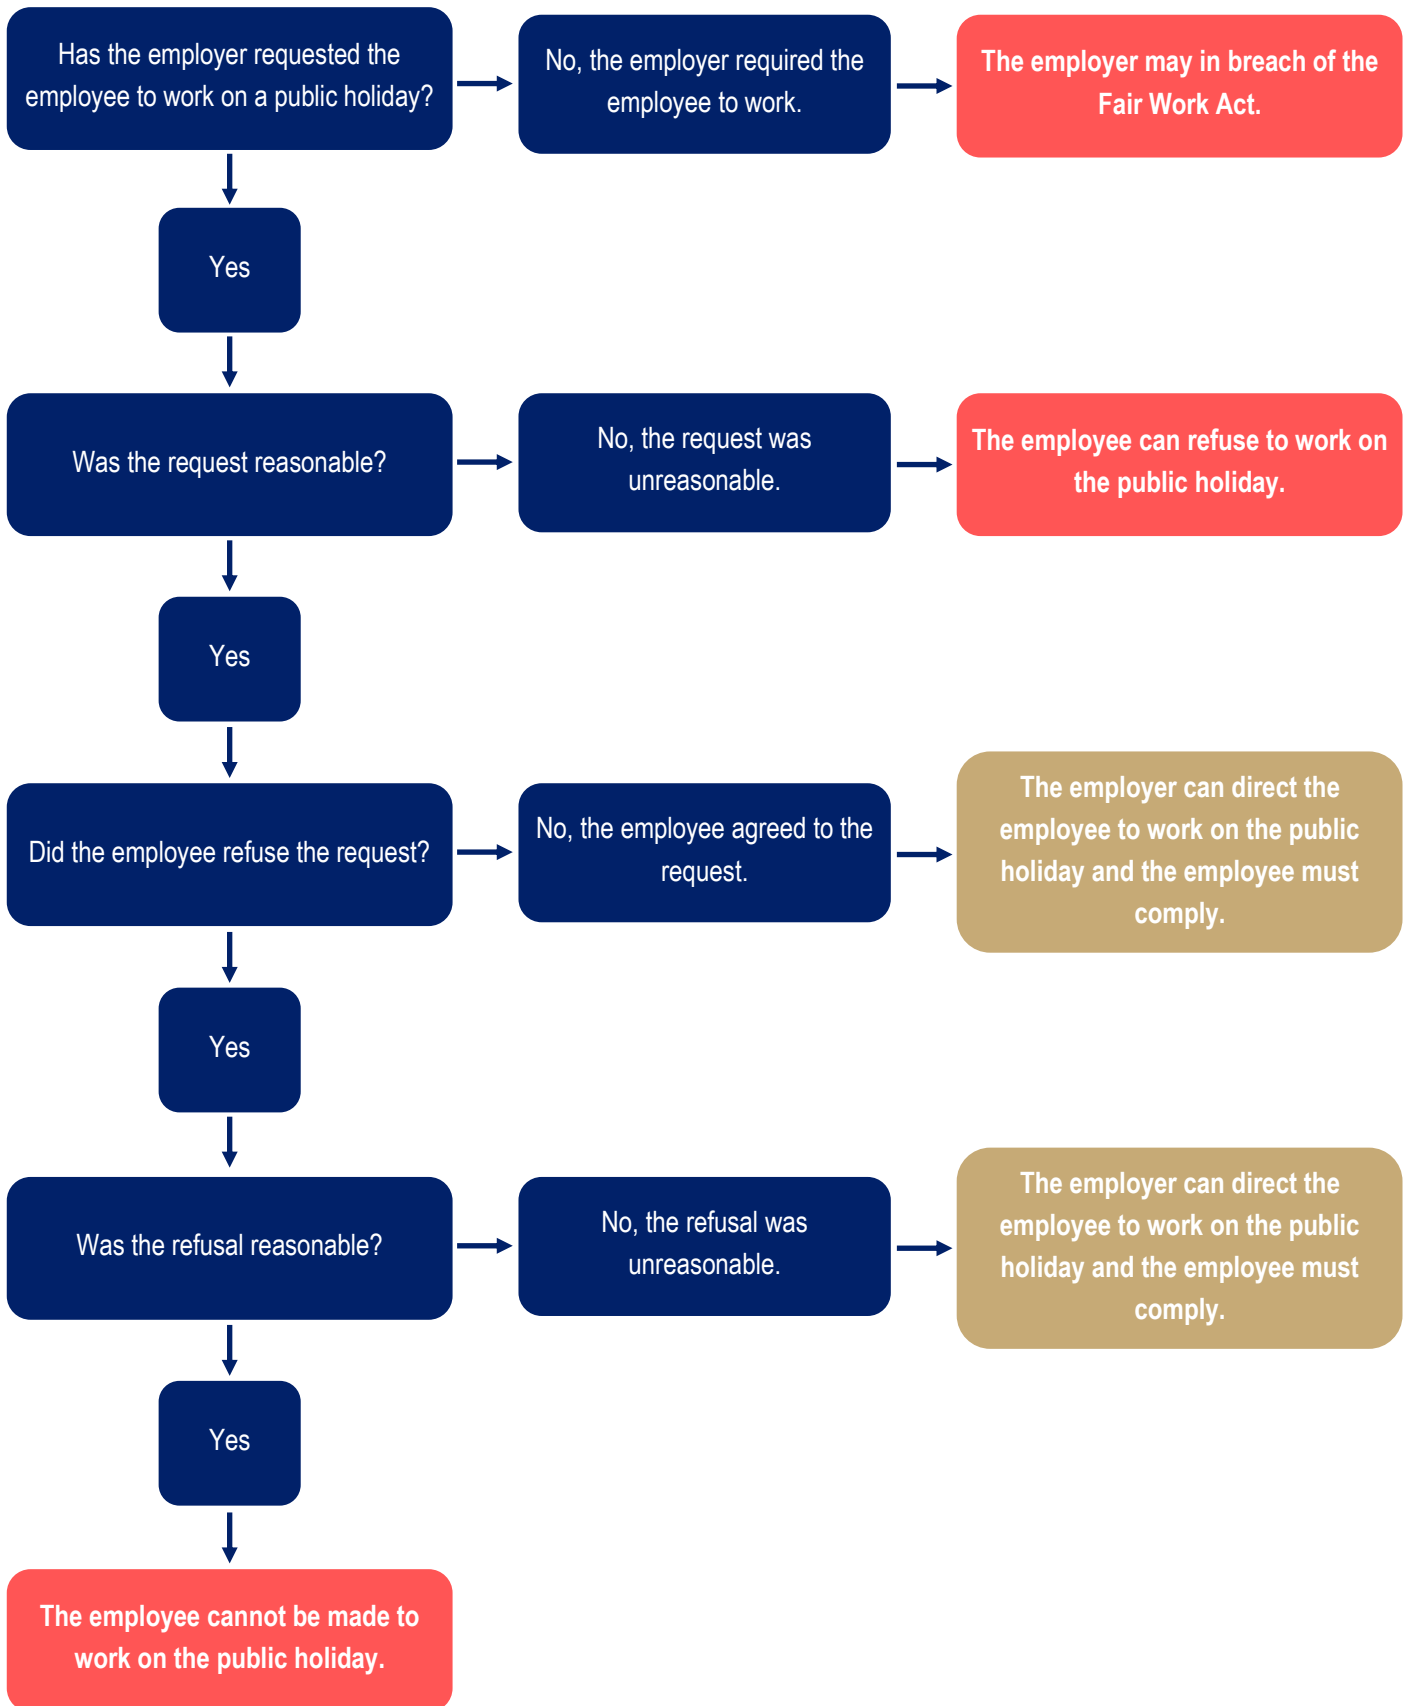 Has the employer requested the
employee to work on a public holiday?
No, the employer required the
employee to work.
The employer may in breach of the
Fair Work Act.
Yes
Was the request reasonable?
No, the request was
unreasonable.
The employee can refuse to work on
the public holiday.
Yes
Did the employee refuse the request?
No, the employee agreed to the
request.
The employer can direct the
employee to work on the public
holiday and the employee must
comply.
Yes
Was the refusal reasonable?
No, the refusal was
unreasonable.
The employer can direct the
employee to work on the public
holiday and the employee must
comply.
Yes
The employee cannot be made to
work on the public holiday.